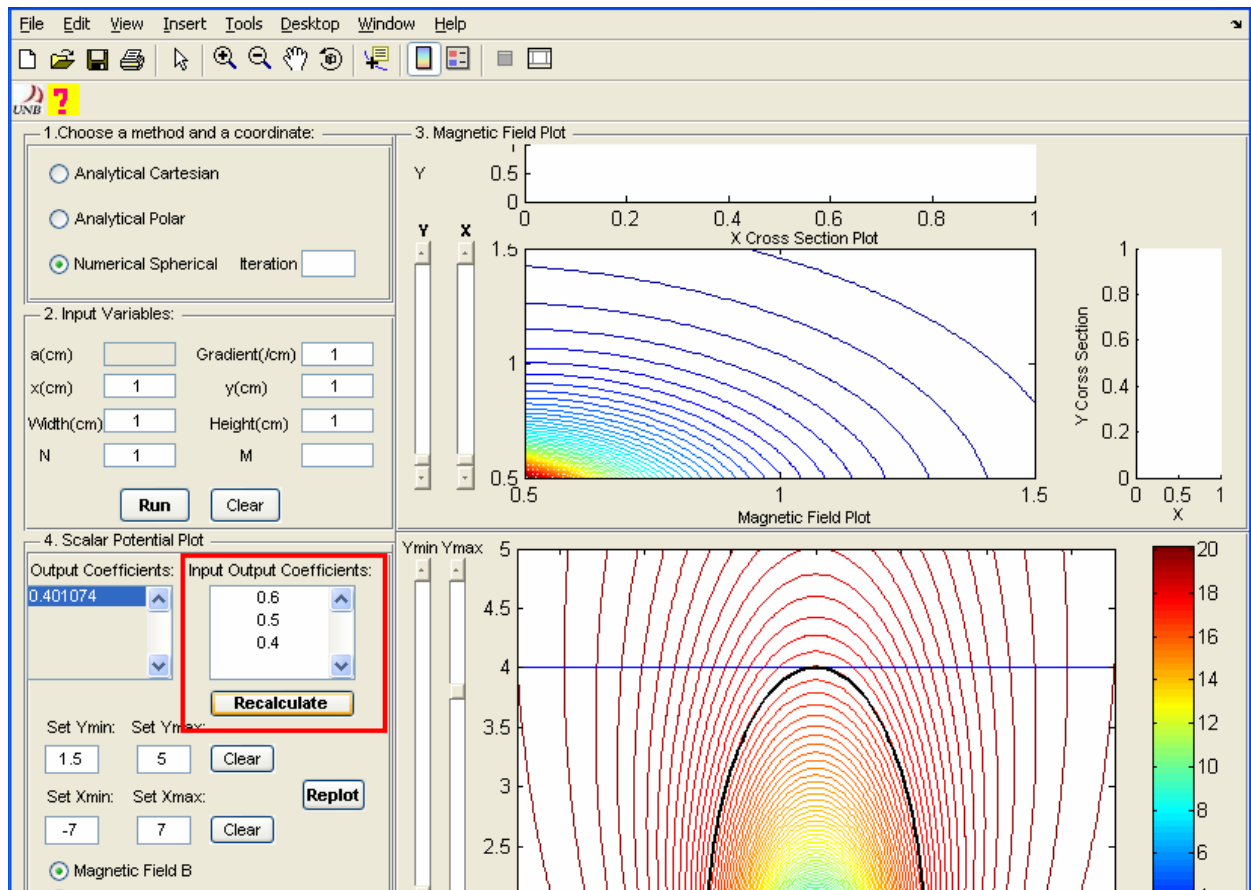 File Edit View Insert Tools Desktop Window Help
UNB ?
1.Choose a method and a coordinate:
Analytical Cartesian
Analytical Polar
Numerical Spherical Iteration
2. Input Variables:
a(cm) Gradient(/cm) 1
x(cm) 1 y(cm) 1
Width(cm) 1 Height(cm) 1
N 1 M
Run Clear
3. Magnetic Field Plot
Y 0.5
0
0 0.2 0.4 0.6 0.8 1
X Cross Section Plot
Y X
1.5
1
0.5
0.5 1 1.5
Magnetic Field Plot
1
0.8
0.6
0.4
0.2
0
Y Corss Section
0 0.5 1
X
4. Scalar Potential Plot
Output Coefficients: Input Output Coefficients:
0.401074
0.6
0.5
0.4
Recalculate
Set Ymin: Set Ymax:
1.5 5 Clear
Set Xmin: Set Xmax: Replot
-7 7 Clear
Magnetic Field B
Ymin Ymax
5
4.5
4
3.5
3
2.5
20
18
16
14
12
10
8
6